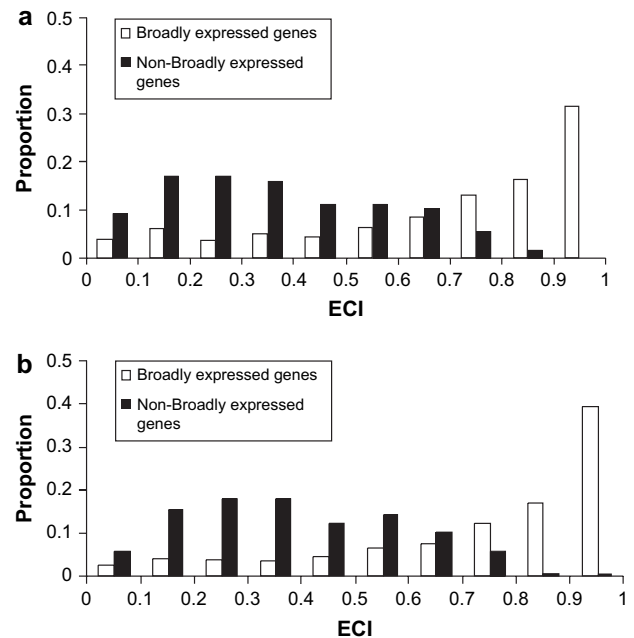 a
0.5
Broadly expressed genes
0.4
Non-Broadly expressed
genes
0.3
Proportion
0.2
0.1
0
0 0.1 0.2 0.3 0.4 0.5 0.6 0.7 0.8 0.9 1
ECI
b
0.5
Broadly expressed genes
0.4
Non-Broadly expressed
genes
0.3
Proportion
0.2
0.1
0
0 0.1 0.2 0.3 0.4 0.5 0.6 0.7 0.8 0.9 1
ECI